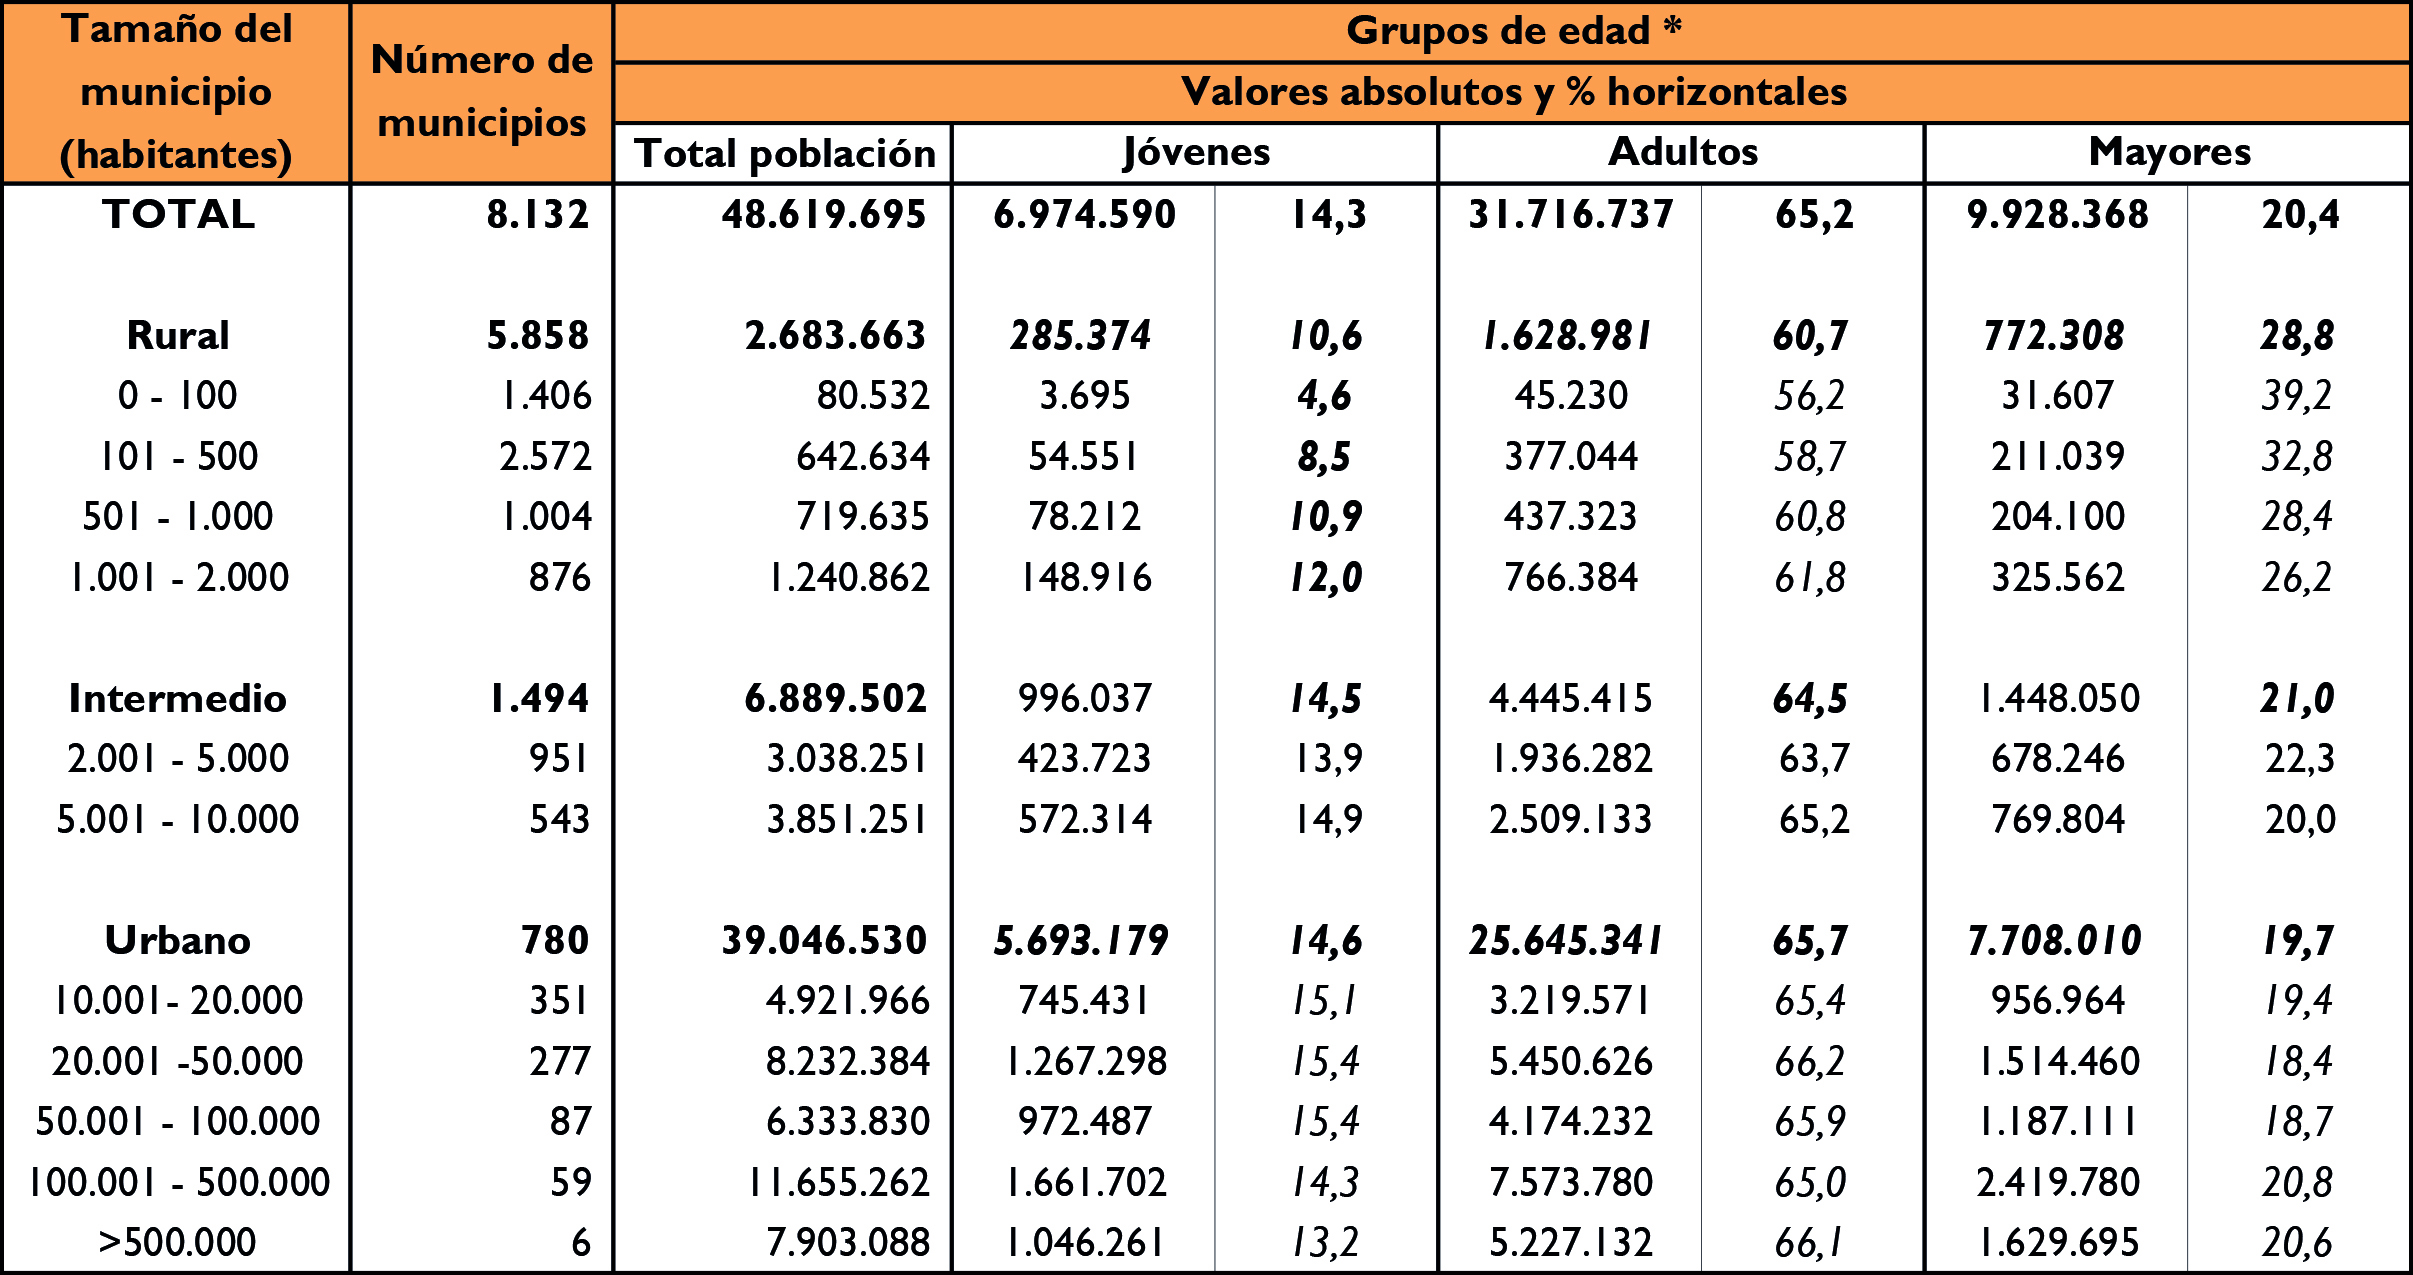 Tamaño del
municipio
(habitantes)
Número de
municipios
Grupos de edad *
Valores absolutos y % horizontales
Total población Jóvenes Adultos Mayores
TOTAL 8.132 48.619.695 6.974.590 14,3 31.716.737 65,2 9.928.368 20,4
Rural 5.858 2.683.663 285.374 10,6 1.628.981 60,7 772.308 28,8
0 - 100 1.406 80.532 3.695 4,6 45.230 56,2 31.607 39,2
101 - 500 2.572 642.634 54.551 8,5 377.044 58,7 211.039 32,8
501 - 1.000 1.004 719.635 78.212 10,9 437.323 60,8 204.100 28,4
1.001 - 2.000 876 1.240.862 148.916 12,0 766.384 61,8 325.562 26,2
Intermedio 1.494 6.889.502 996.037 14,5 4.445.415 64,5 1.448.050 21,0
2.001 - 5.000 951 3.038.251 423.723 13,9 1.936.282 63,7 678.246 22,3
5.001 - 10.000 543 3.851.251 572.314 14,9 2.509.133 65,2 769.804 20,0
Urbano 780 39.046.530 5.693.179 14,6 25.645.341 65,7 7.708.010 19,7
10.001- 20.000 351 4.921.966 745.431 15,1 3.219.571 65,4 956.964 19,4
20.001 -50.000 277 8.232.384 1.267.298 15,4 5.450.626 66,2 1.514.460 18,4
50.001 - 100.000 87 6.333.830 972.487 15,4 4.174.232 65,9 1.187.111 18,7
100.001 - 500.000 59 11.655.262 1.661.702 14,3 7.573.780 65,0 2.419.780 20,8
>500.000 6 7.903.088 1.046.261 13,2 5.227.132 66,1 1.629.695 20,6